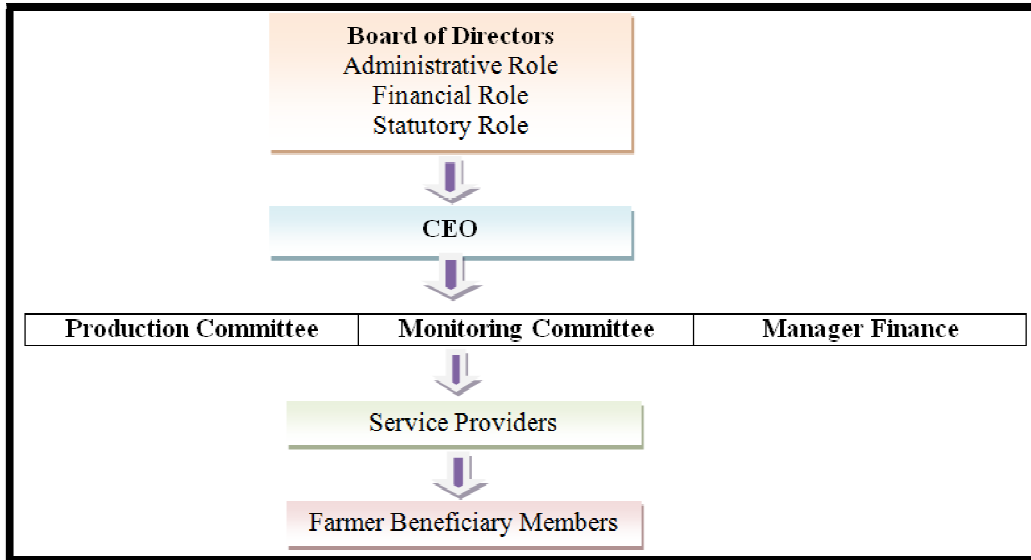 Board of Directors
Administrative Role
Financial Role
Statutory Role
CEO
Production Committee Monitoring Committee Manager Finance
Service Providers
Farmer Beneficiary Members